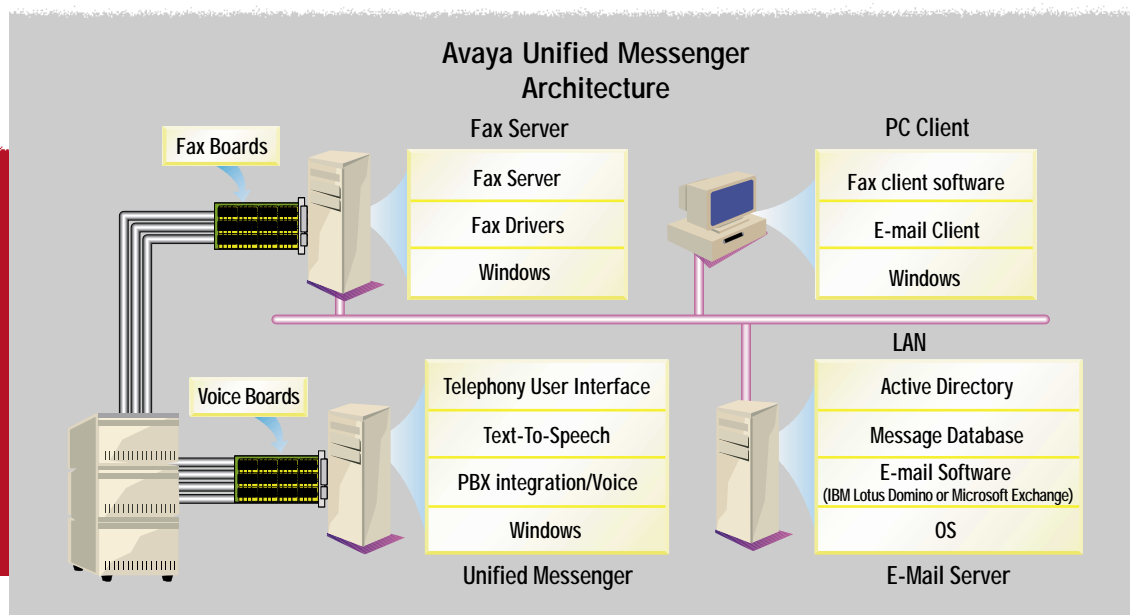 Avaya Unified Messenger
Architecture
Fax Server
PC Client
Fax Boards
Fax Server
Fax Drivers
Windows
Fax client software
E-mail Client
Windows
LAN
Voice Boards
Telephony User Interface
Text-To-Speech
PBX integration/Voice
Windows
Unified Messenger
Active Directory
Message Database
E-mail Software
(IBM Lotus Domino or Microsoft Exchange)
OS
E-Mail Server